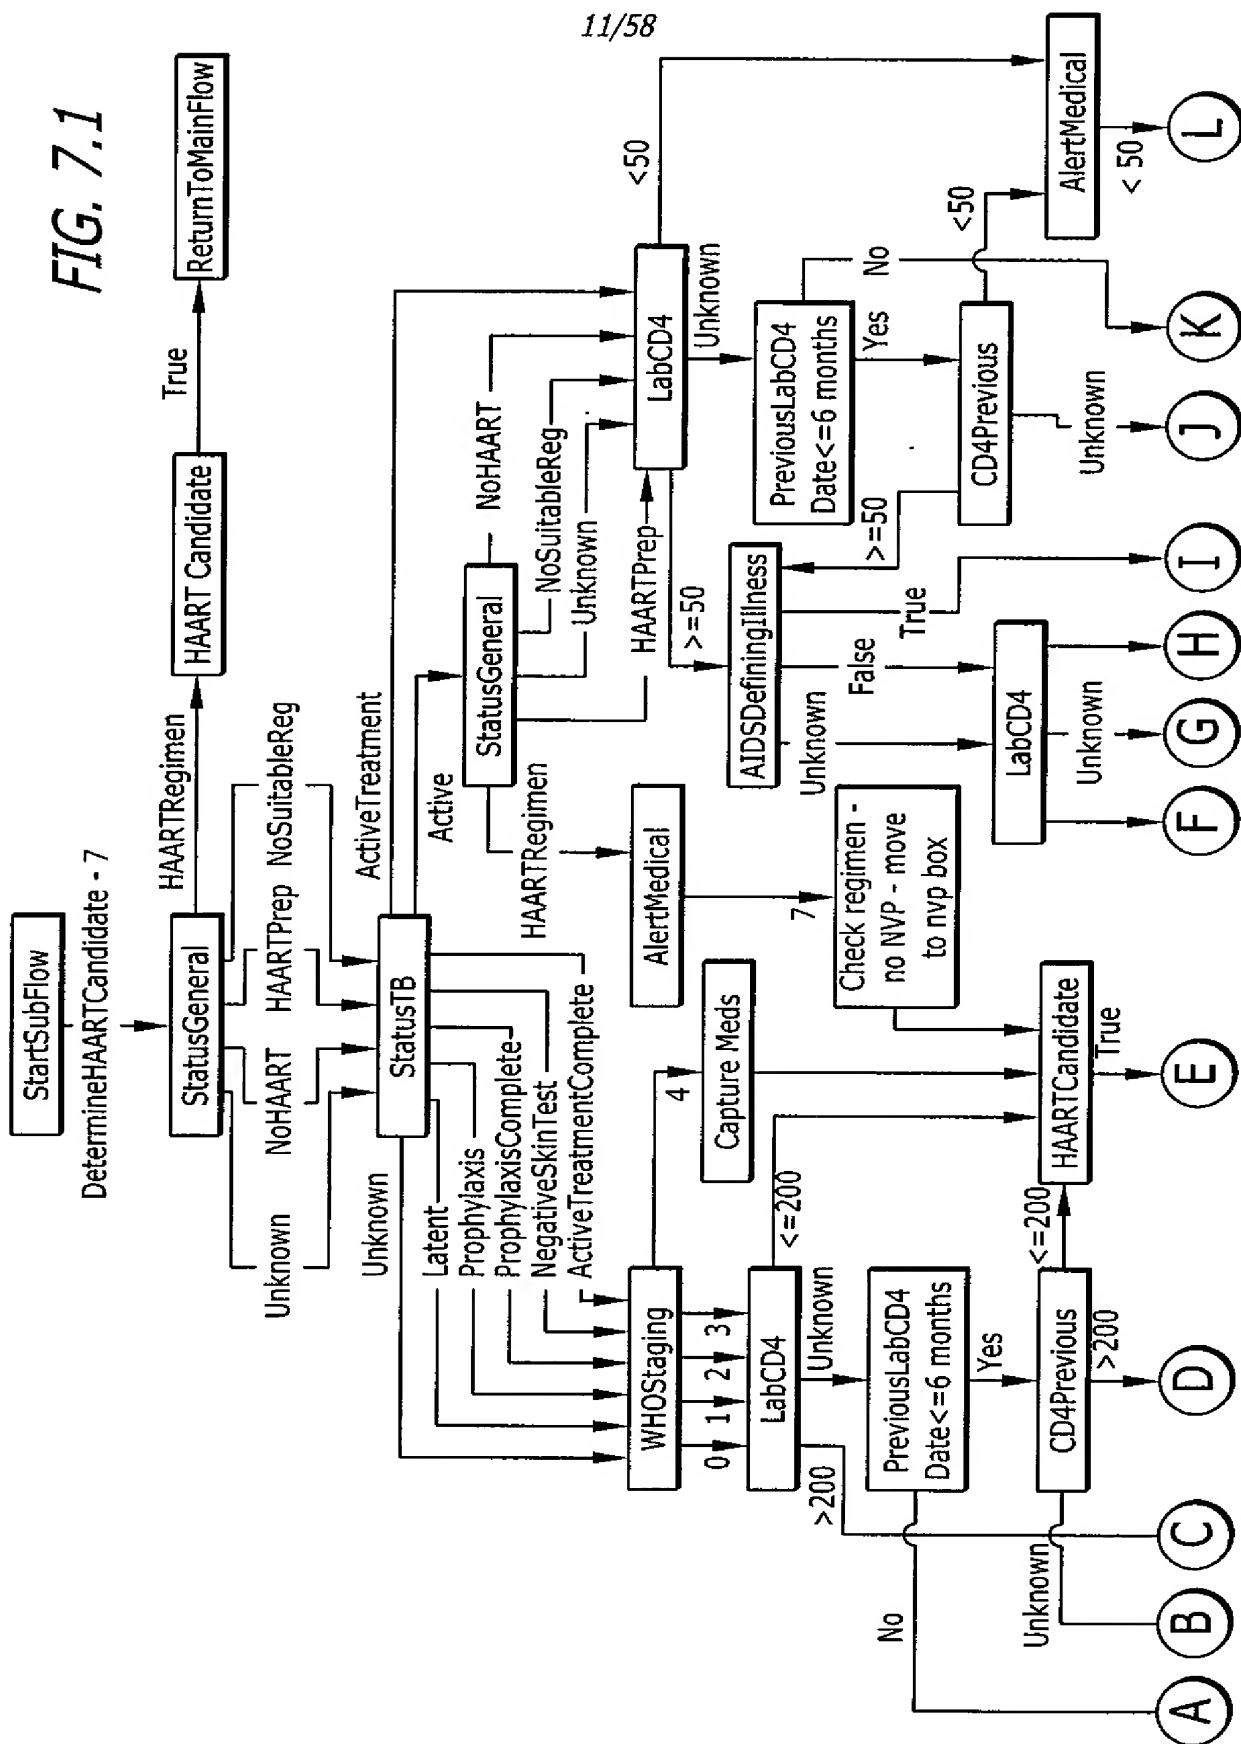 11/58
FIG. 7.1
StartSubFlow
DetermineHAARTCandidate - 7
StatusGeneral
HAARTRegimen
HAART Candidate
True
ReturnToMainFlow
Unknown
NoHAART
HAARTPrep
NoSuitableReg
StatusTB
ActiveTreatment
Active
Unknown
Latent
Prophylaxis
ProphylaxisComplete
NegativeSkinTest
ActiveTreatmentComplete
StatusGeneral
HAARTRegimen
NoHAART
NoSuitableReg
Unknown
HAARTPrep
WHOStaging
4
0
1
2
3
Capture Meds
AlertMedical
7
Check regimen -
no NVP - move
to nvp box
LabCD4
>=50
Unknown
<50
LabCD4
>200
Unknown
<=200
AIDSDefiningIllness
Unknown
False
True
PreviousLabCD4
Date<=6 months
No
Yes
PreviousLabCD4
Date<=6 months
No
Yes
CD4Previous
>=50
<50
Unknown
CD4Previous
Unknown
<=200
>200
HAARTCandidate
True
LabCD4
Unknown
AlertMedical
< 50
A
B
C
D
E
F
G
H
I
J
K
L